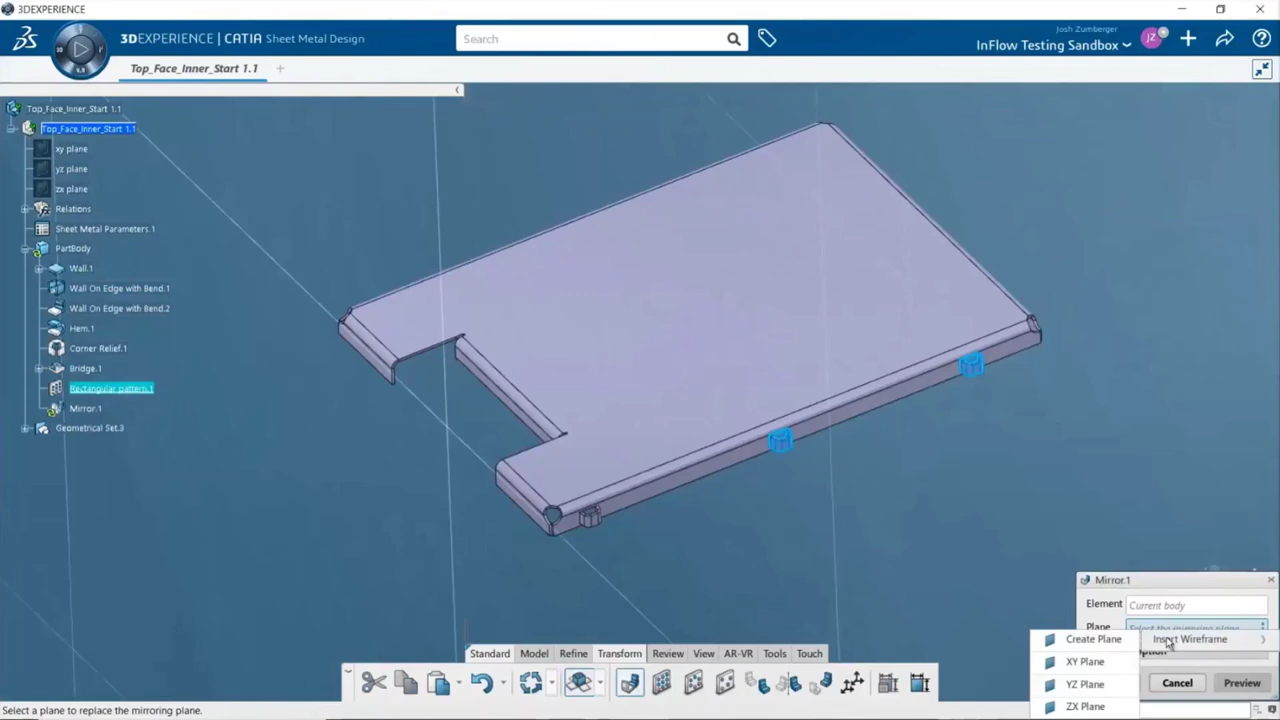 3DEXPERIENCE
3DEXPERIENCE | CATIA Sheet Metal Design
Search
Josh Zumberger
InFlow Testing Sandbox
JZ
Top_Face_Inner_Start 1.1
Top_Face_Inner_Start 1.1
Top_Face_Inner_Start 1.1
xy plane
yz plane
zx plane
Relations
Sheet Metal Parameters.1
PartBody
Wall.1
Wall On Edge with Bend.1
Wall On Edge with Bend.2
Hem.1
Corner Relief.1
Bridge.1
Rectangular pattern.1
Mirror.1
Geometrical Set.3
Mirror.1
Element
Current body
Plane
Select the mirroring plane
Create Plane
Insert Wireframe
XY Plane
YZ Plane
ZX Plane
Cancel
Preview
Standard Model Refine Transform Review View AR-VR Tools Touch
Select a plane to replace the mirroring plane.